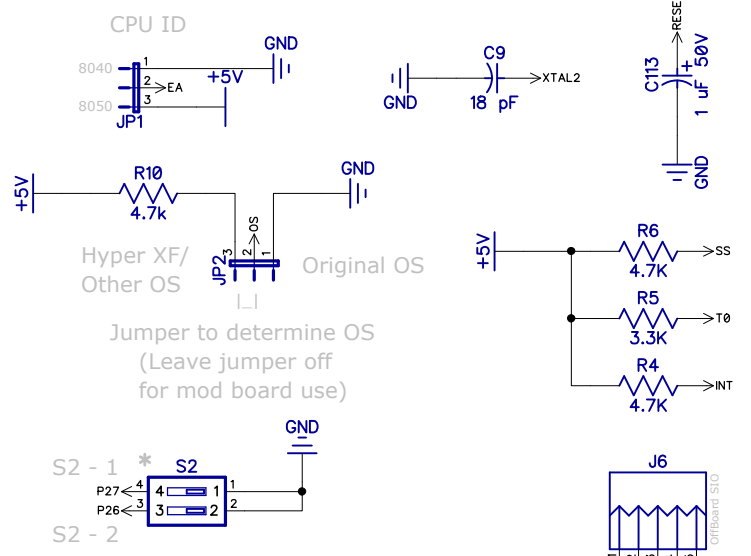 CPU ID
8040
1
GND
2
EA
+5V
8050
3
JP1
C9
GND
18 pF
XTAL2
RESE
C113
+
1 uF 50V
GND
R10
+5V
4.7k
GND
OS
3
2
1
JP2
Hyper XF/
Other OS
Original OS
|_|
Jumper to determine OS
(Leave jumper off
for mod board use)
+5V
R6
4.7K
SS
R5
3.3K
T0
R4
4.7K
INT
GND
S2 - 1 *
S2
P27 4
4 1
1
P26 3
3 2
2
S2 - 2
J6
OffBoard SIO